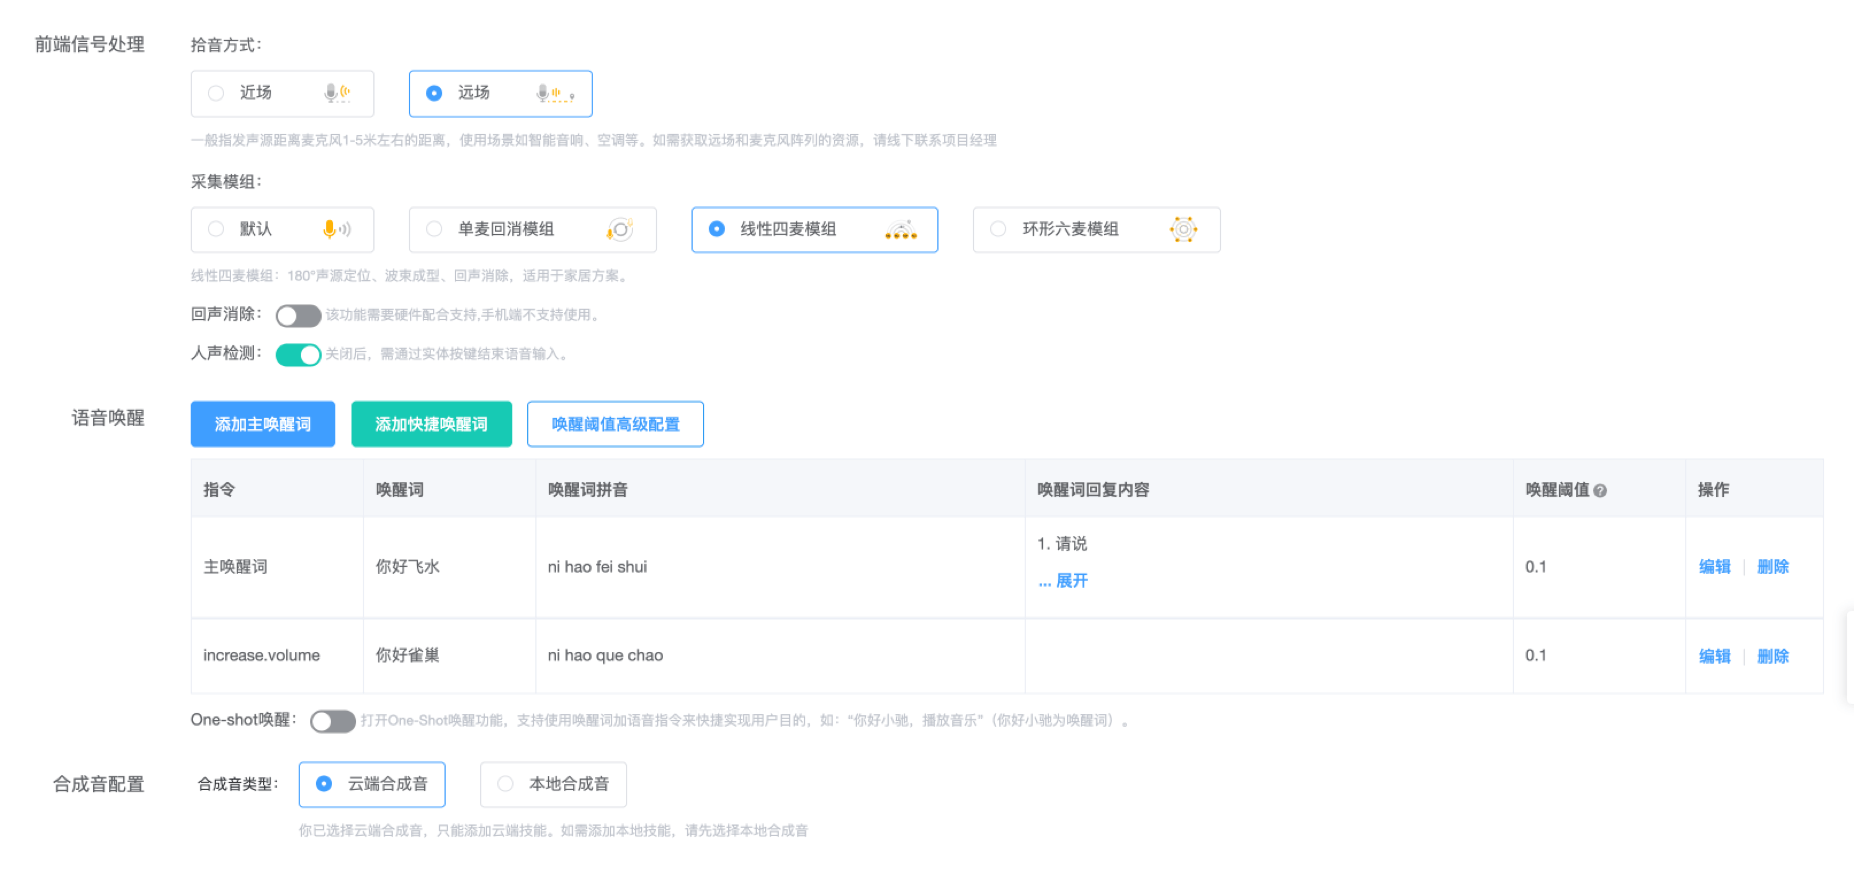 前端信号处理
拾音方式：
近场
远场
一般指发声源距离麦克风1-5米左右的距离，使用场景如智能音响、空调等。如需获取远场和麦克风阵列的资源，请线下联系项目经理
采集模组：
默认
单麦回消模组
线性四麦模组
环形六麦模组
线性四麦模组：180°声源定位、波束成型、回声消除，适用于家居方案。
回声消除：
该功能需要硬件配合支持,手机端不支持使用。
人声检测：
关闭后，需通过实体按键结束语音输入。
语音唤醒
添加主唤醒词
添加快捷唤醒词
唤醒阈值高级配置
指令 唤醒词 唤醒词拼音 唤醒词回复内容 唤醒阈值 ? 操作
主唤醒词 你好飞水 ni hao fei shui 1. 请说 0.1 编辑 删除
... 展开
increase.volume 你好雀巢 ni hao que chao 0.1 编辑 删除
One-shot唤醒：
打开One-Shot唤醒功能，支持使用唤醒词加语音指令来快捷实现用户目的，如：“你好小驰，播放音乐”（你好小驰为唤醒词）。
合成音配置
合成音类型：
云端合成音
本地合成音
你已选择云端合成音，只能添加云端技能。如需添加本地技能，请先选择本地合成音